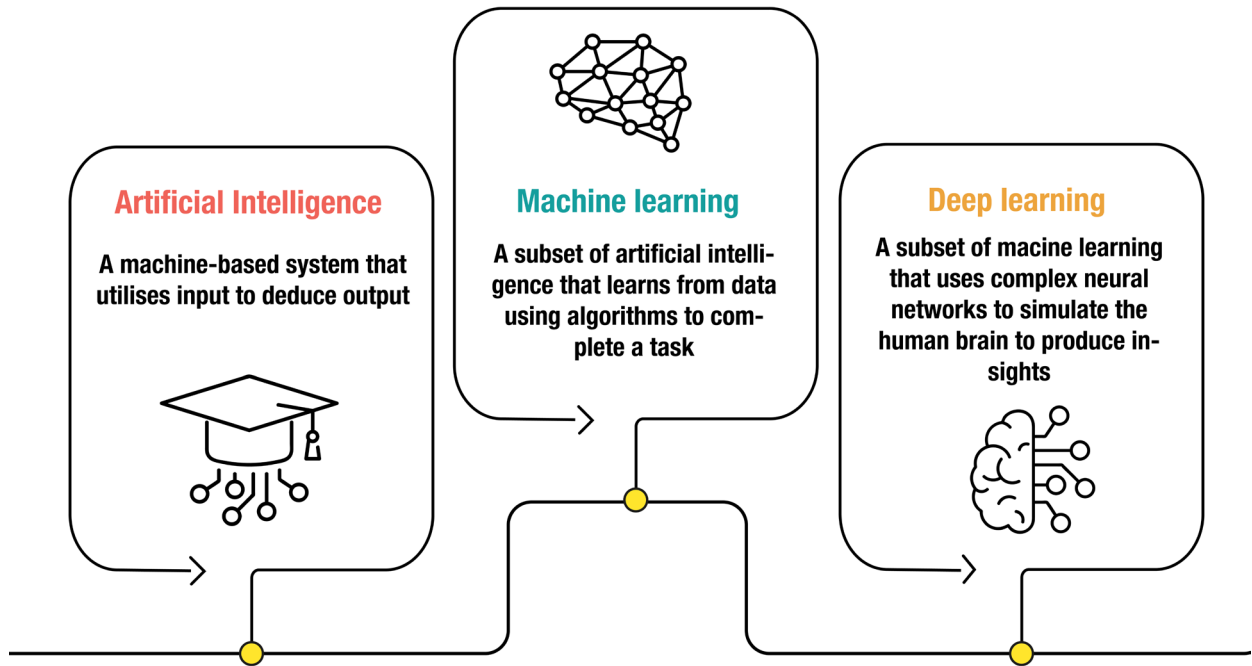 Artificial Intelligence
A machine-based system that
utilises input to deduce output
Machine learning
A subset of artificial intelli-
gence that learns from data
using algorithms to com-
plete a task
Deep learning
A subset of macine learning
that uses complex neural
networks to simulate the
human brain to produce in-
sights